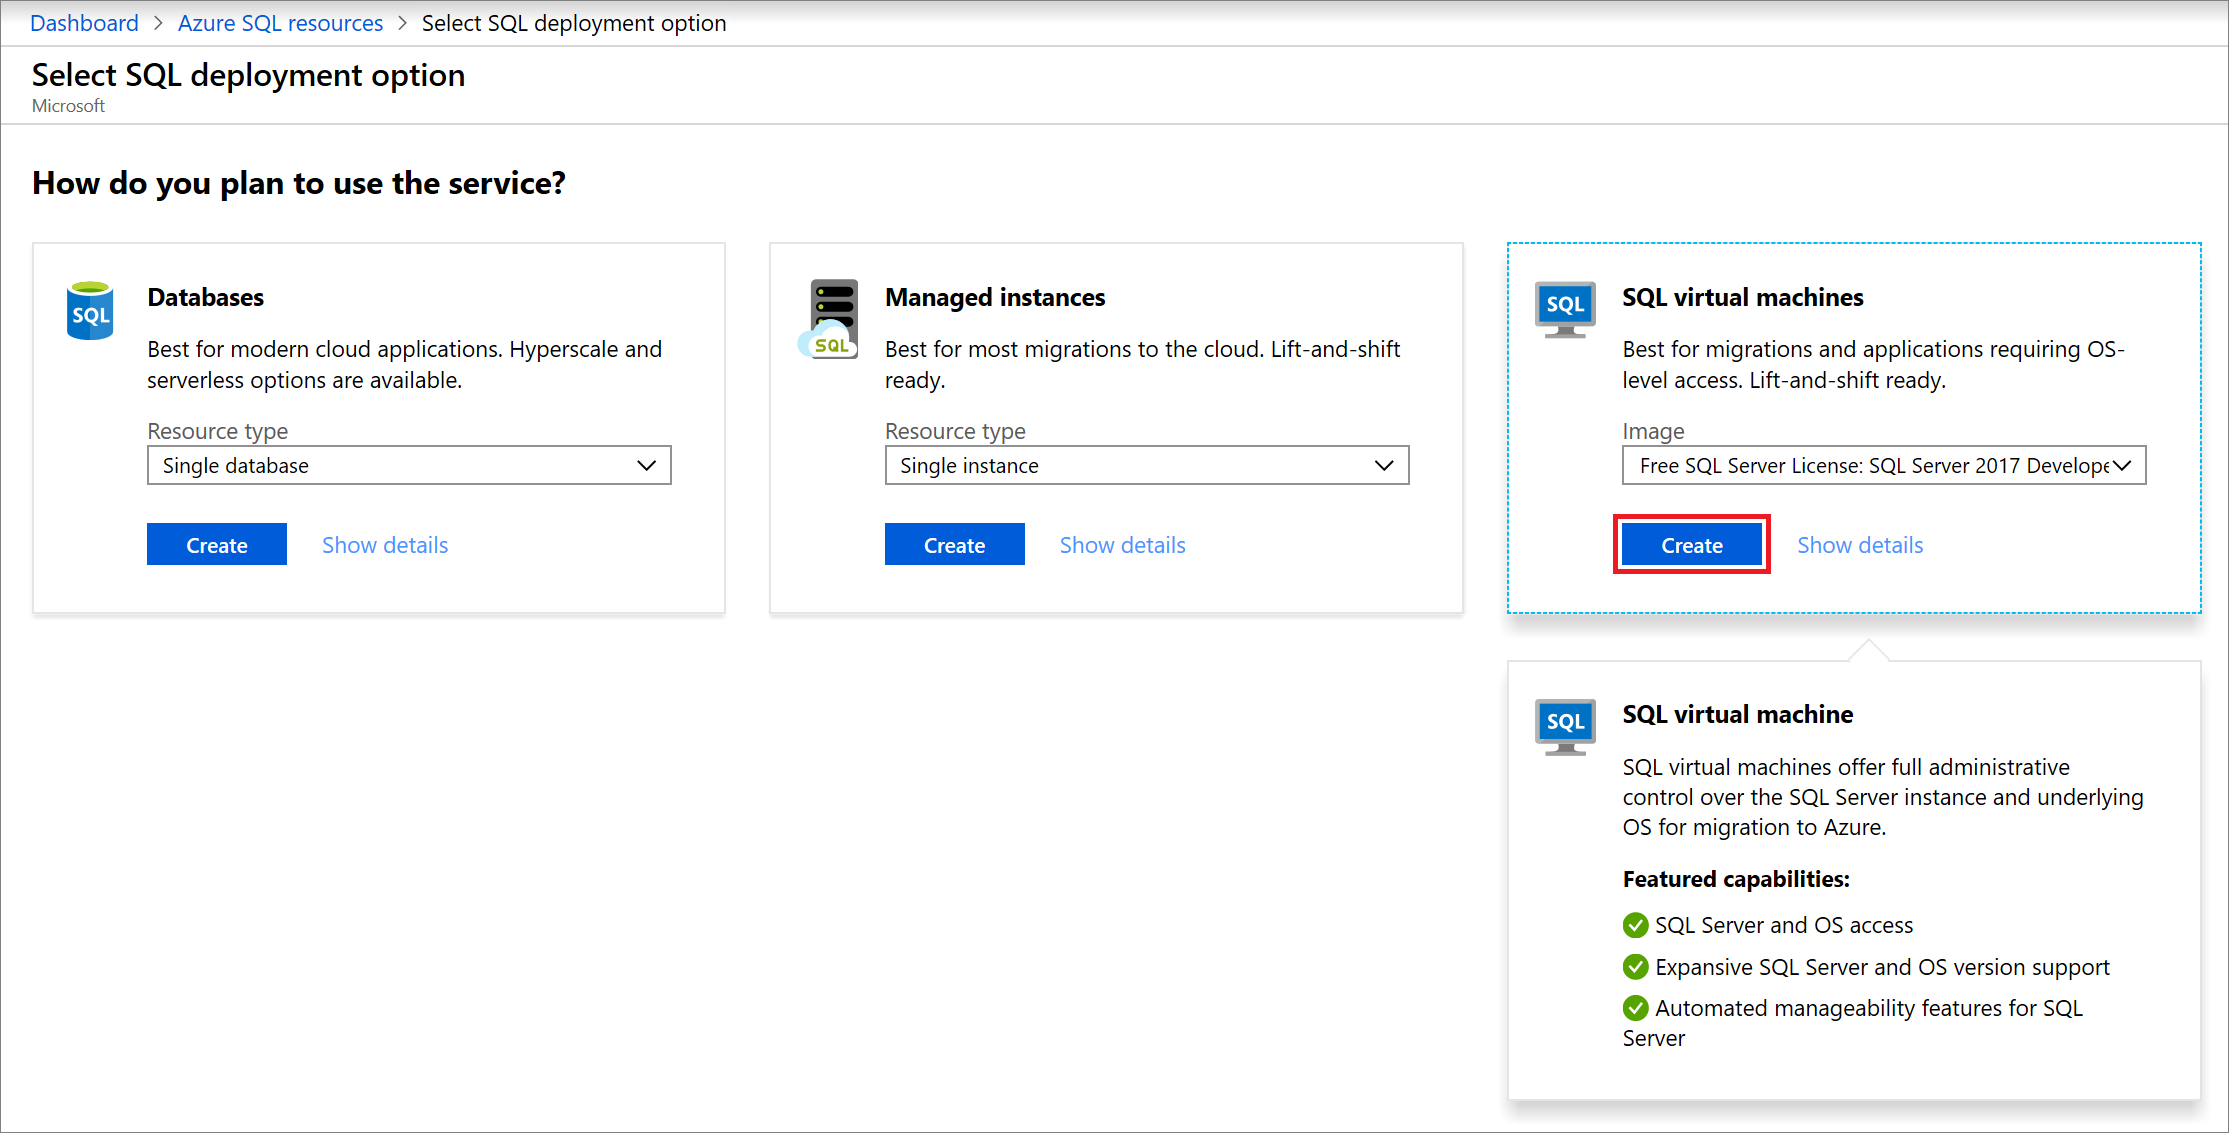 Dashboard > Azure SQL resources > Select SQL deployment option
Select SQL deployment option
Microsoft
How do you plan to use the service?
SQL
Databases
Best for modern cloud applications. Hyperscale and
serverless options are available.
Resource type
Single database
Create
Show details
SQL
Managed instances
Best for most migrations to the cloud. Lift-and-shift
ready.
Resource type
Single instance
Create
Show details
SQL
SQL virtual machines
Best for migrations and applications requiring OS-
level access. Lift-and-shift ready.
Image
Free SQL Server License: SQL Server 2017 Develope
Create
Show details
SQL
SQL virtual machine
SQL virtual machines offer full administrative
control over the SQL Server instance and underlying
OS for migration to Azure.
Featured capabilities:
SQL Server and OS access
Expansive SQL Server and OS version support
Automated manageability features for SQL
Server